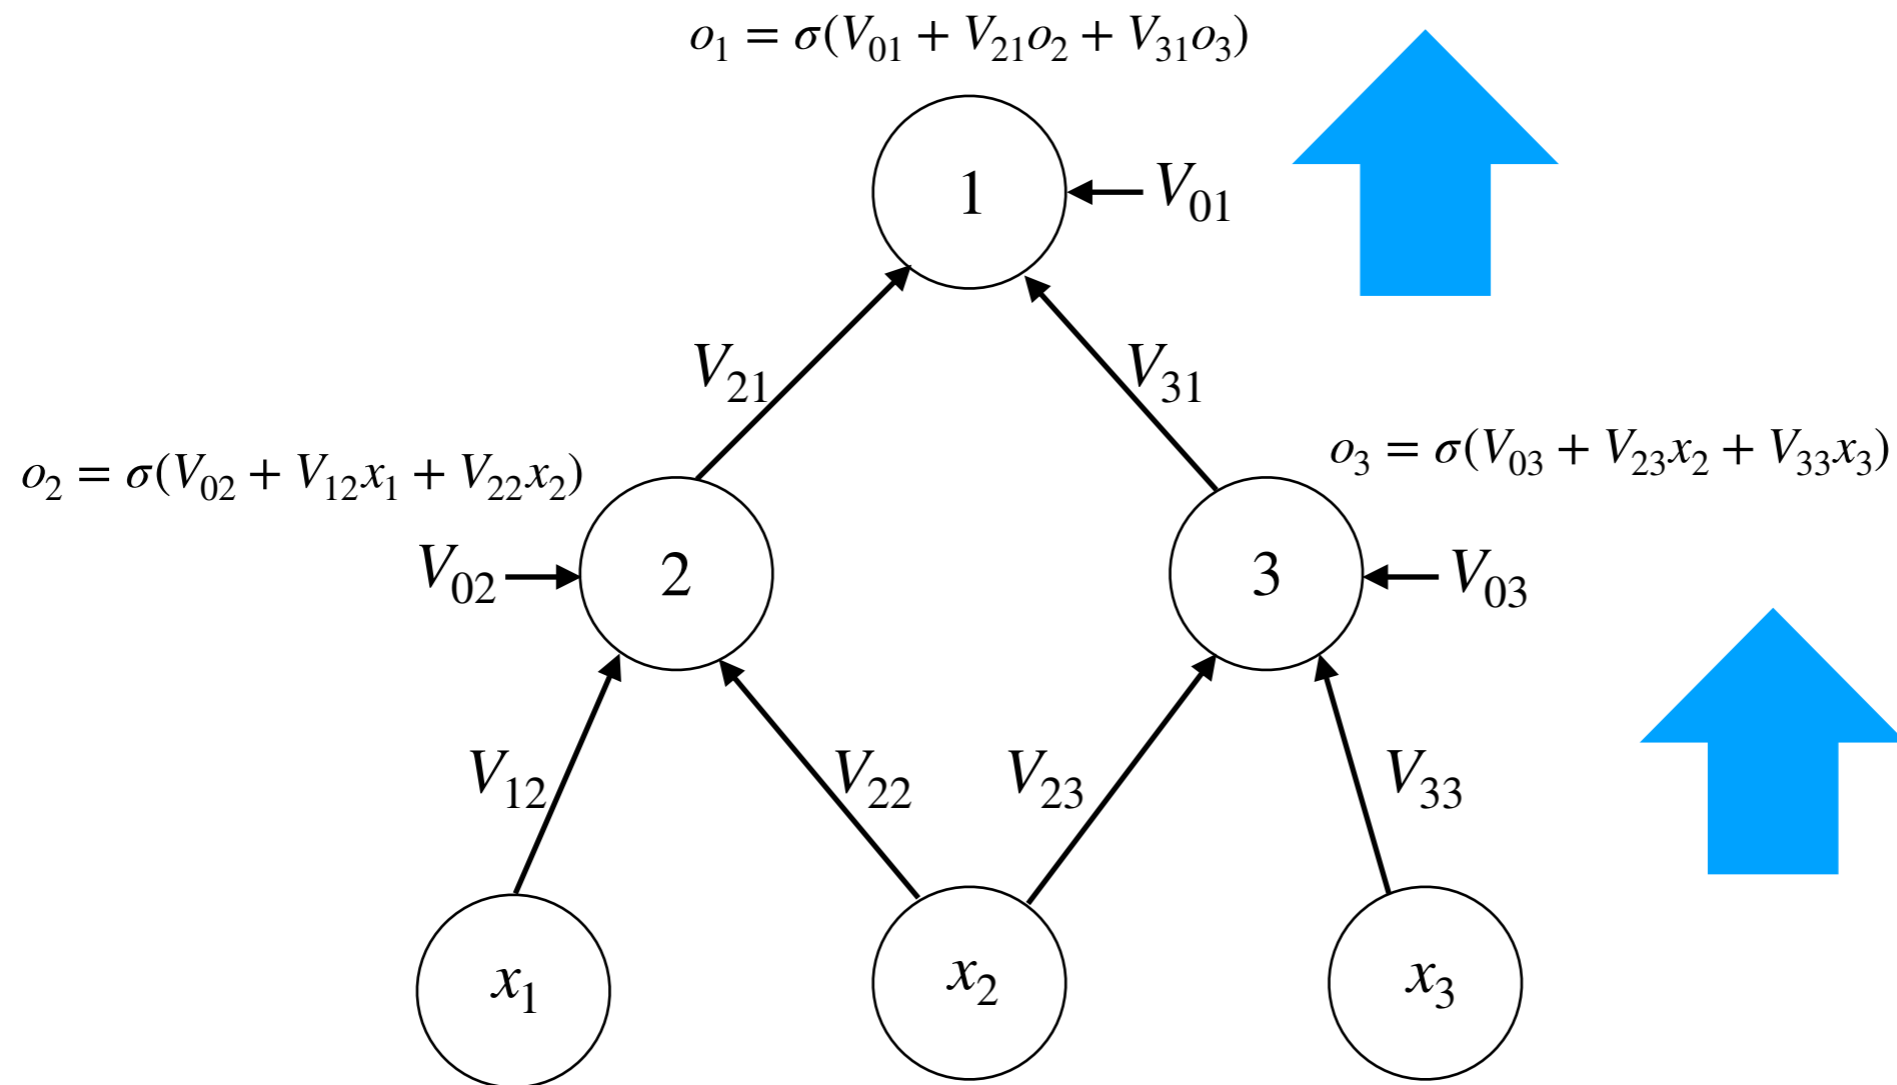 o₁ = σ(V₀₁ + V₂₁o₂ + V₃₁o₃)
1
V₀₁
V₂₁
V₃₁
o₂ = σ(V₀₂ + V₁₂x₁ + V₂₂x₂)
o₃ = σ(V₀₃ + V₂₃x₂ + V₃₃x₃)
V₀₂
2
3
V₀₃
V₁₂
V₂₂
V₂₃
V₃₃
x₁
x₂
x₃